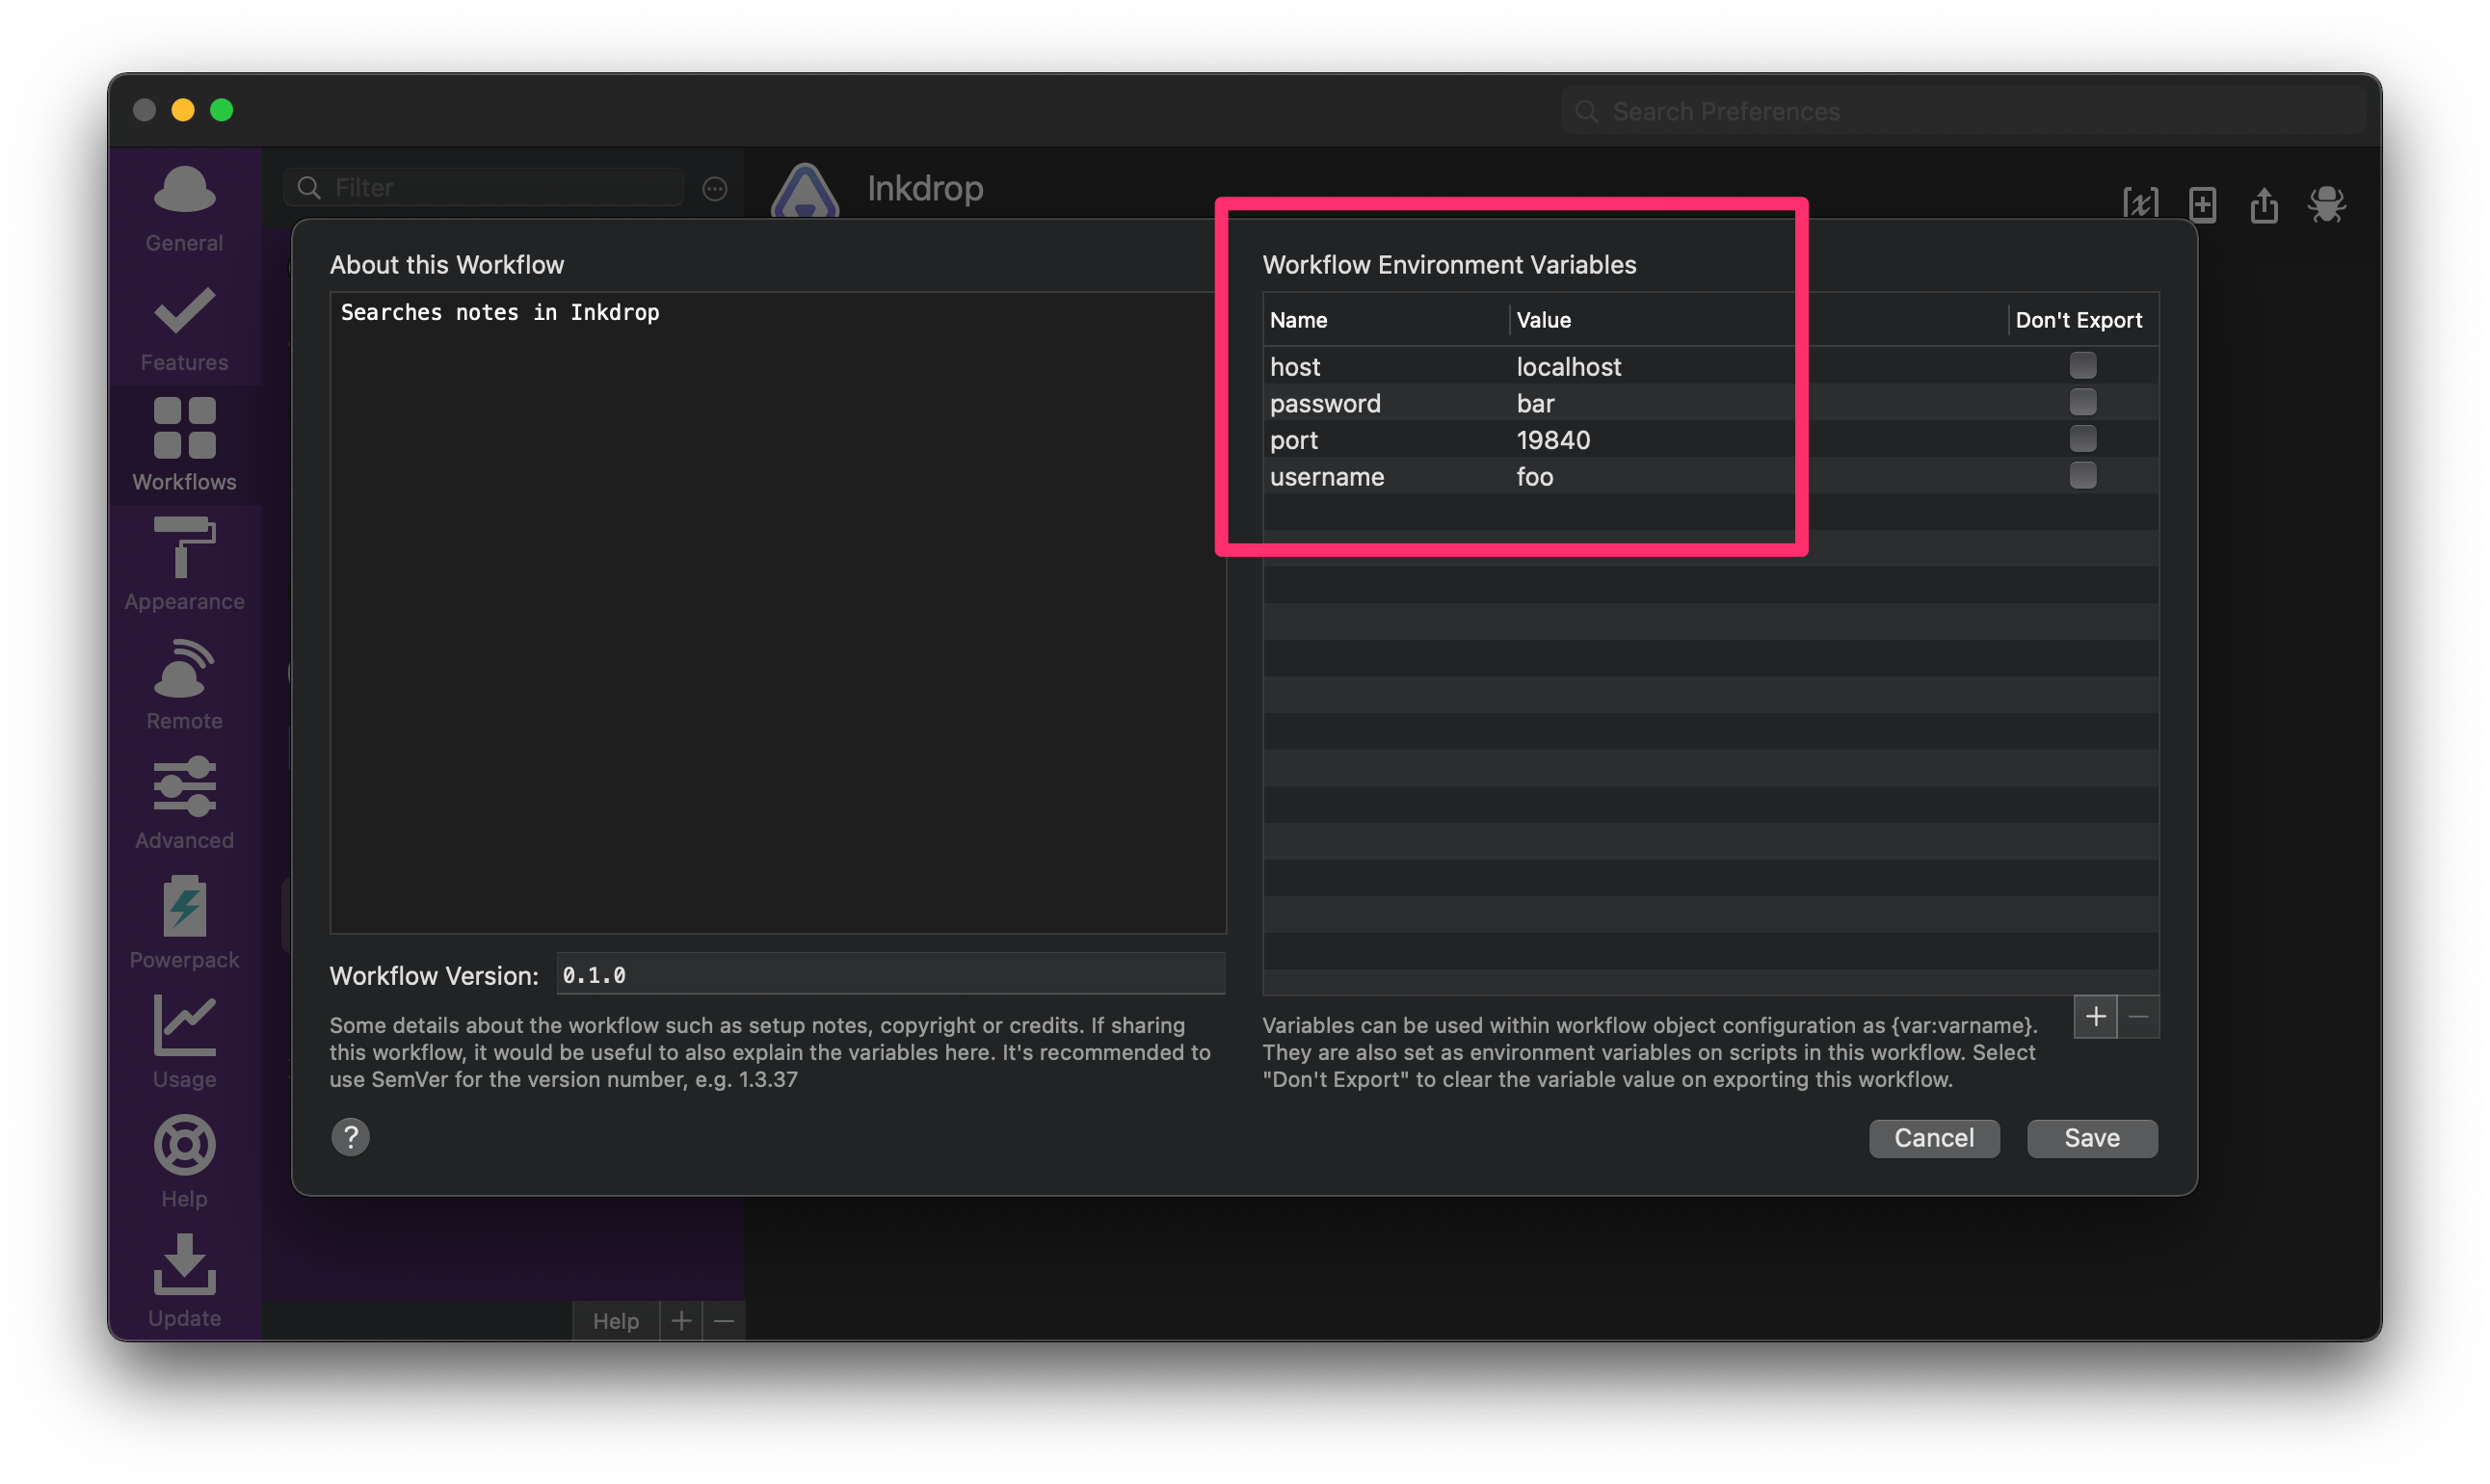 Search Preferences
General
Features
Workflows
Appearance
Remote
Advanced
Powerpack
Usage
Help
Update
Filter
Inkdrop
About this Workflow
Searches notes in Inkdrop
Workflow Version: 0.1.0
Some details about the workflow such as setup notes, copyright or credits. If sharing
this workflow, it would be useful to also explain the variables here. It's recommended to
use SemVer for the version number, e.g. 1.3.37
?
Workflow Environment Variables
Name Value Don't Export
host localhost
password bar
port 19840
username foo
+ −
Variables can be used within workflow object configuration as {var:varname}.
They are also set as environment variables on scripts in this workflow. Select
"Don't Export" to clear the variable value on exporting this workflow.
Cancel Save
Help + −